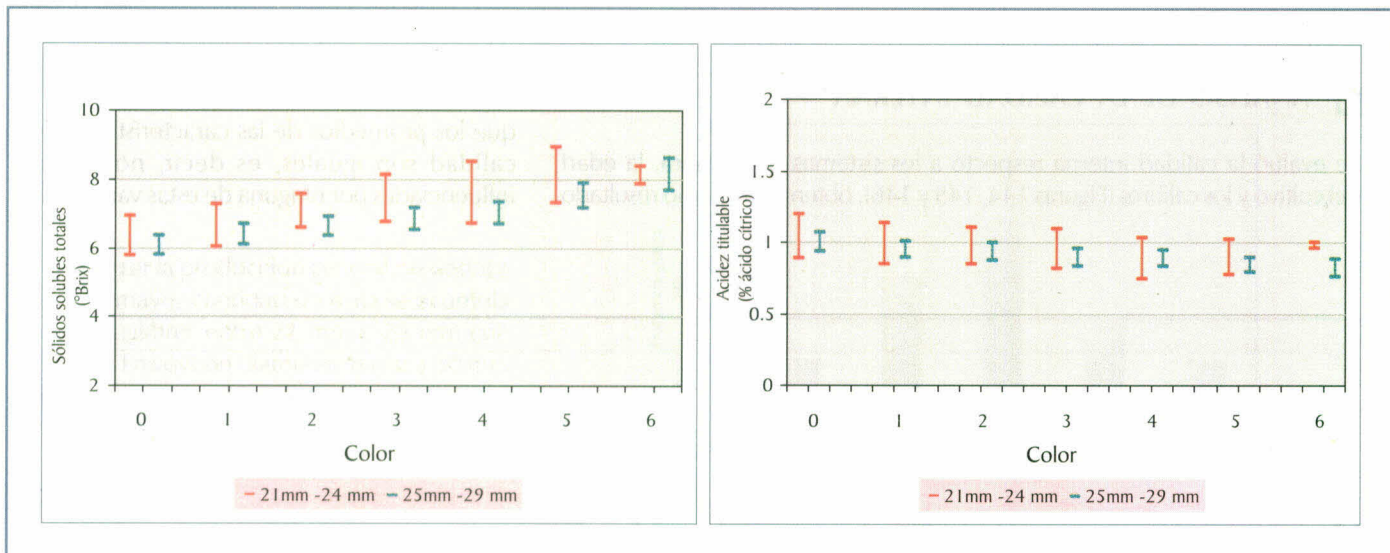 Sólidos solubles totales
(°Brix)
10
8
6
4
2
0 1 2 3 4 5 6
Color
21mm -24 mm 25mm -29 mm
Acidez titulable
(% ácido cítrico)
2
1.5
1
0.5
0
0 1 2 3 4 5 6
Color
21mm -24 mm 25mm -29 mm